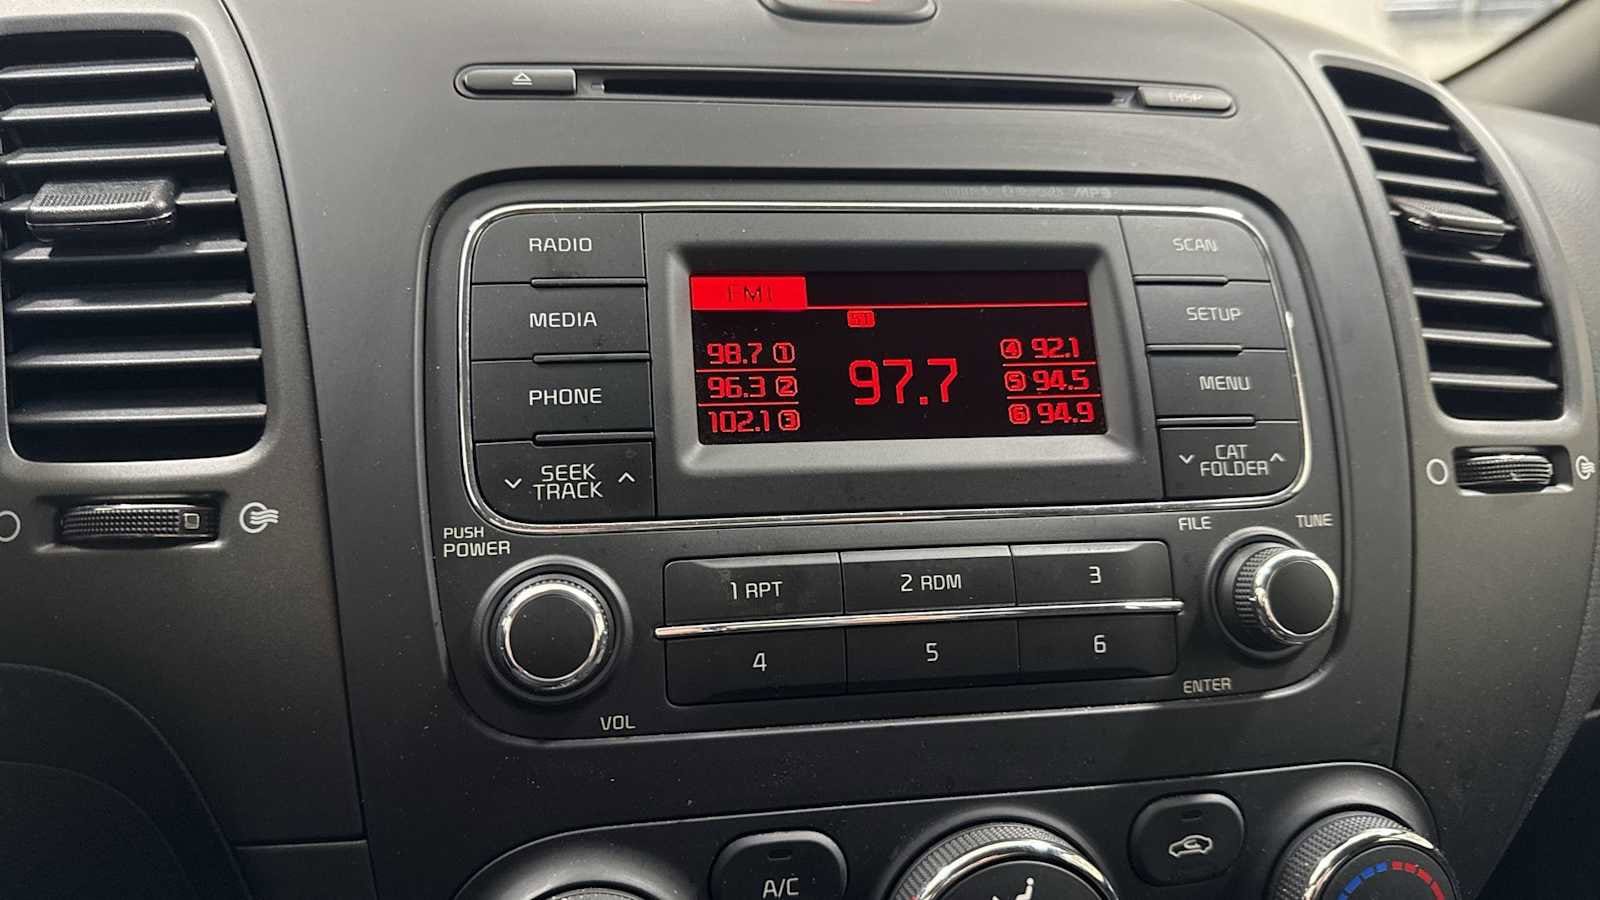 DISP
RADIO
MEDIA
PHONE
SEEK
TRACK
FM1
ST
98.7 1
96.3 2
102.1 3
97.7
4 92.1
5 94.5
6 94.9
SCAN
SETUP
MENU
CAT
FOLDER
PUSH
POWER
VOL
1 RPT
2 RDM
3
4
5
6
FILE
TUNE
ENTER
A/C